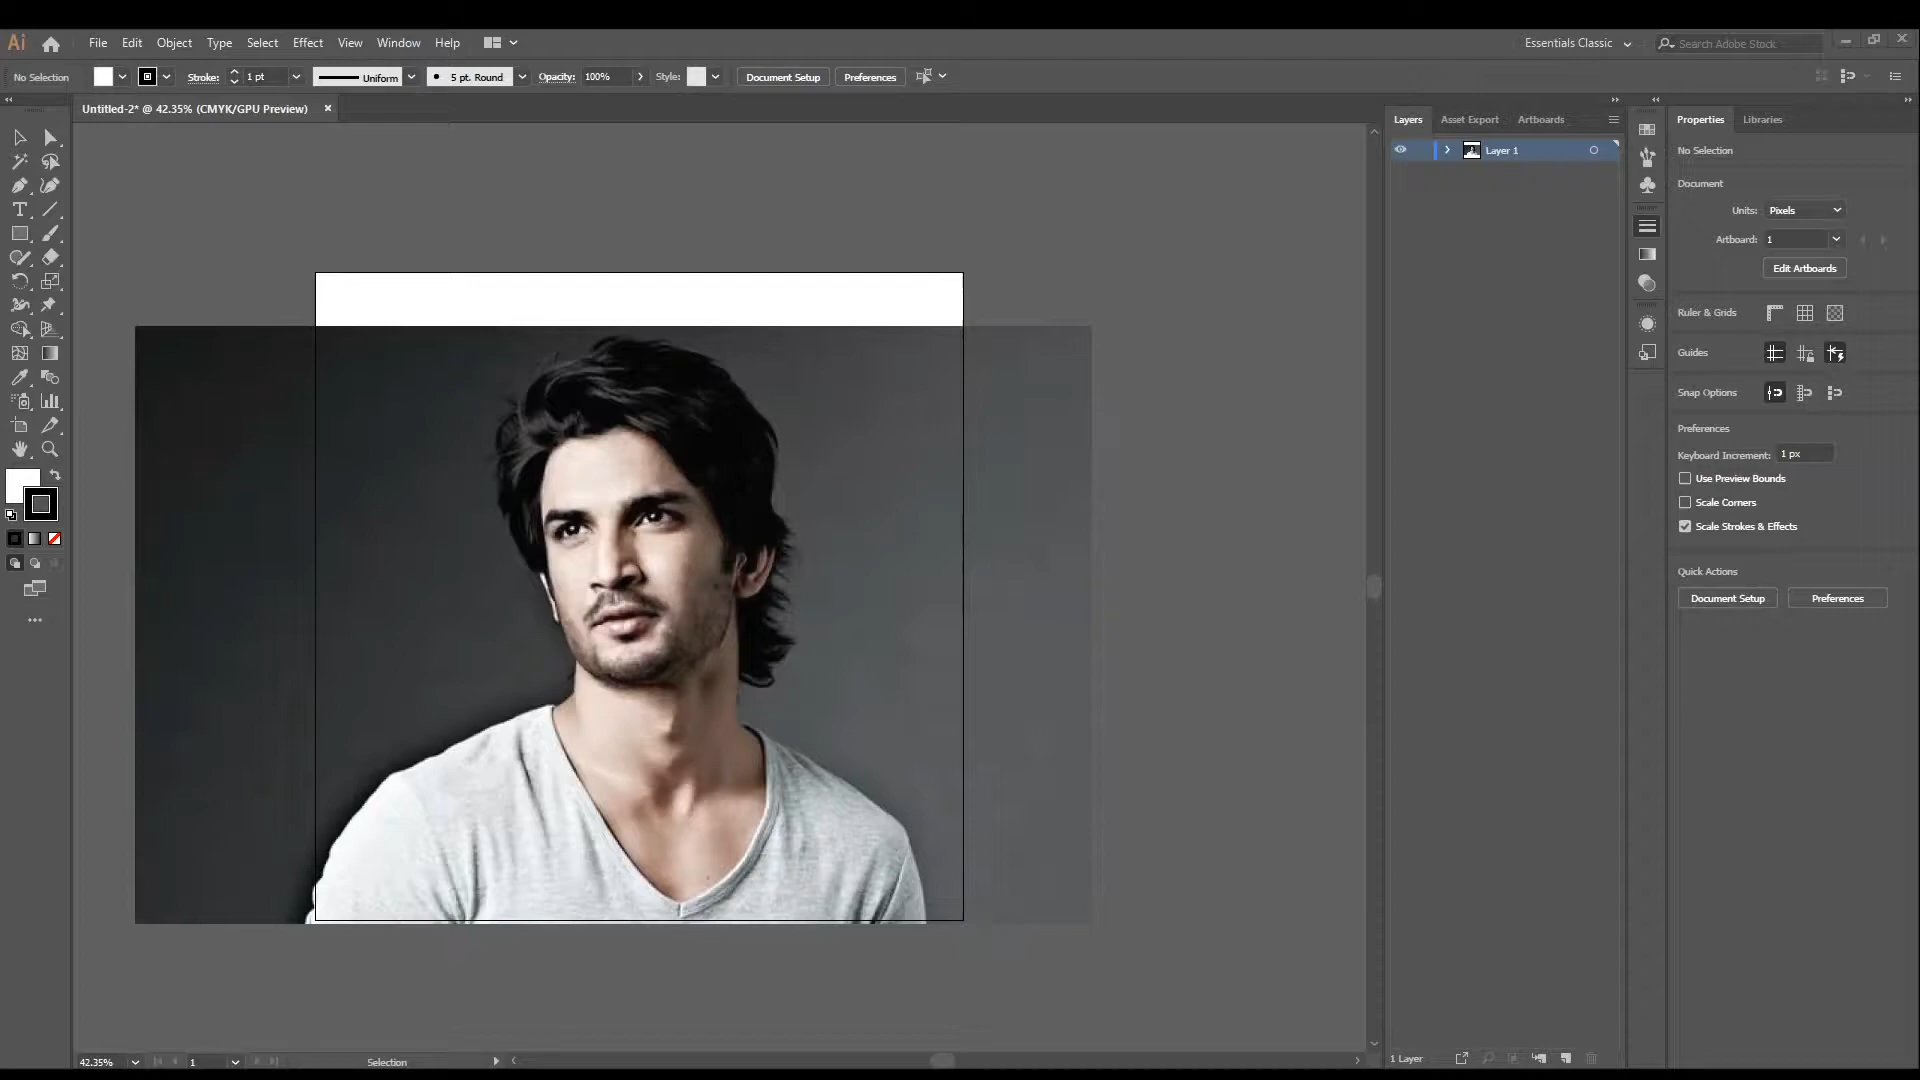 Ai File Edit Object Type Select Effect View Window Help Essentials Classic Search Adobe Stock
No Selection Stroke: 1 pt Uniform 5 pt. Round Opacity: 100% Style: Document Setup Preferences
Untitled-2* @ 42.35% (CMYK/GPU Preview)
Layers Asset Export Artboards
Layer 1
Properties Libraries
No Selection
Document
Units: Pixels
Artboard: 1
Edit Artboards
Ruler & Grids
Guides
Snap Options
Preferences
Keyboard Increment: 1 px
Use Preview Bounds
Scale Corners
Scale Strokes & Effects
Quick Actions
Document Setup Preferences
42.35% 1 Selection
1 Layer